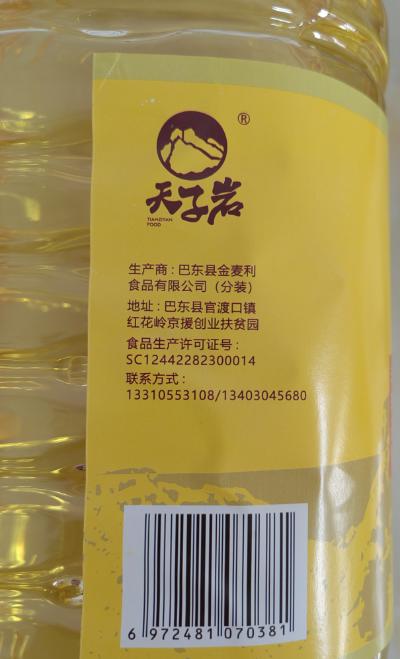 ®
天子岩
TIANZIYAN
FOOD
生产商：巴东县金麦利
食品有限公司（分装）
地址：巴东县官渡口镇
红花岭京援创业扶贫园
食品生产许可证号：
SC12442282300014
联系方式：
13310553108/13403045680
6 972481 070381